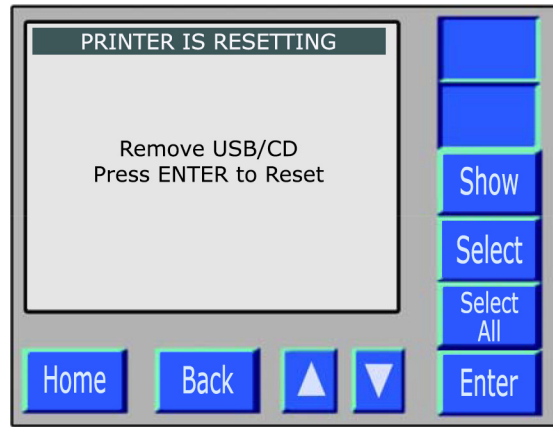 PRINTER IS RESETTING
Remove USB/CD
Press ENTER to Reset
Show
Select
Select
All
Home
Back
Enter